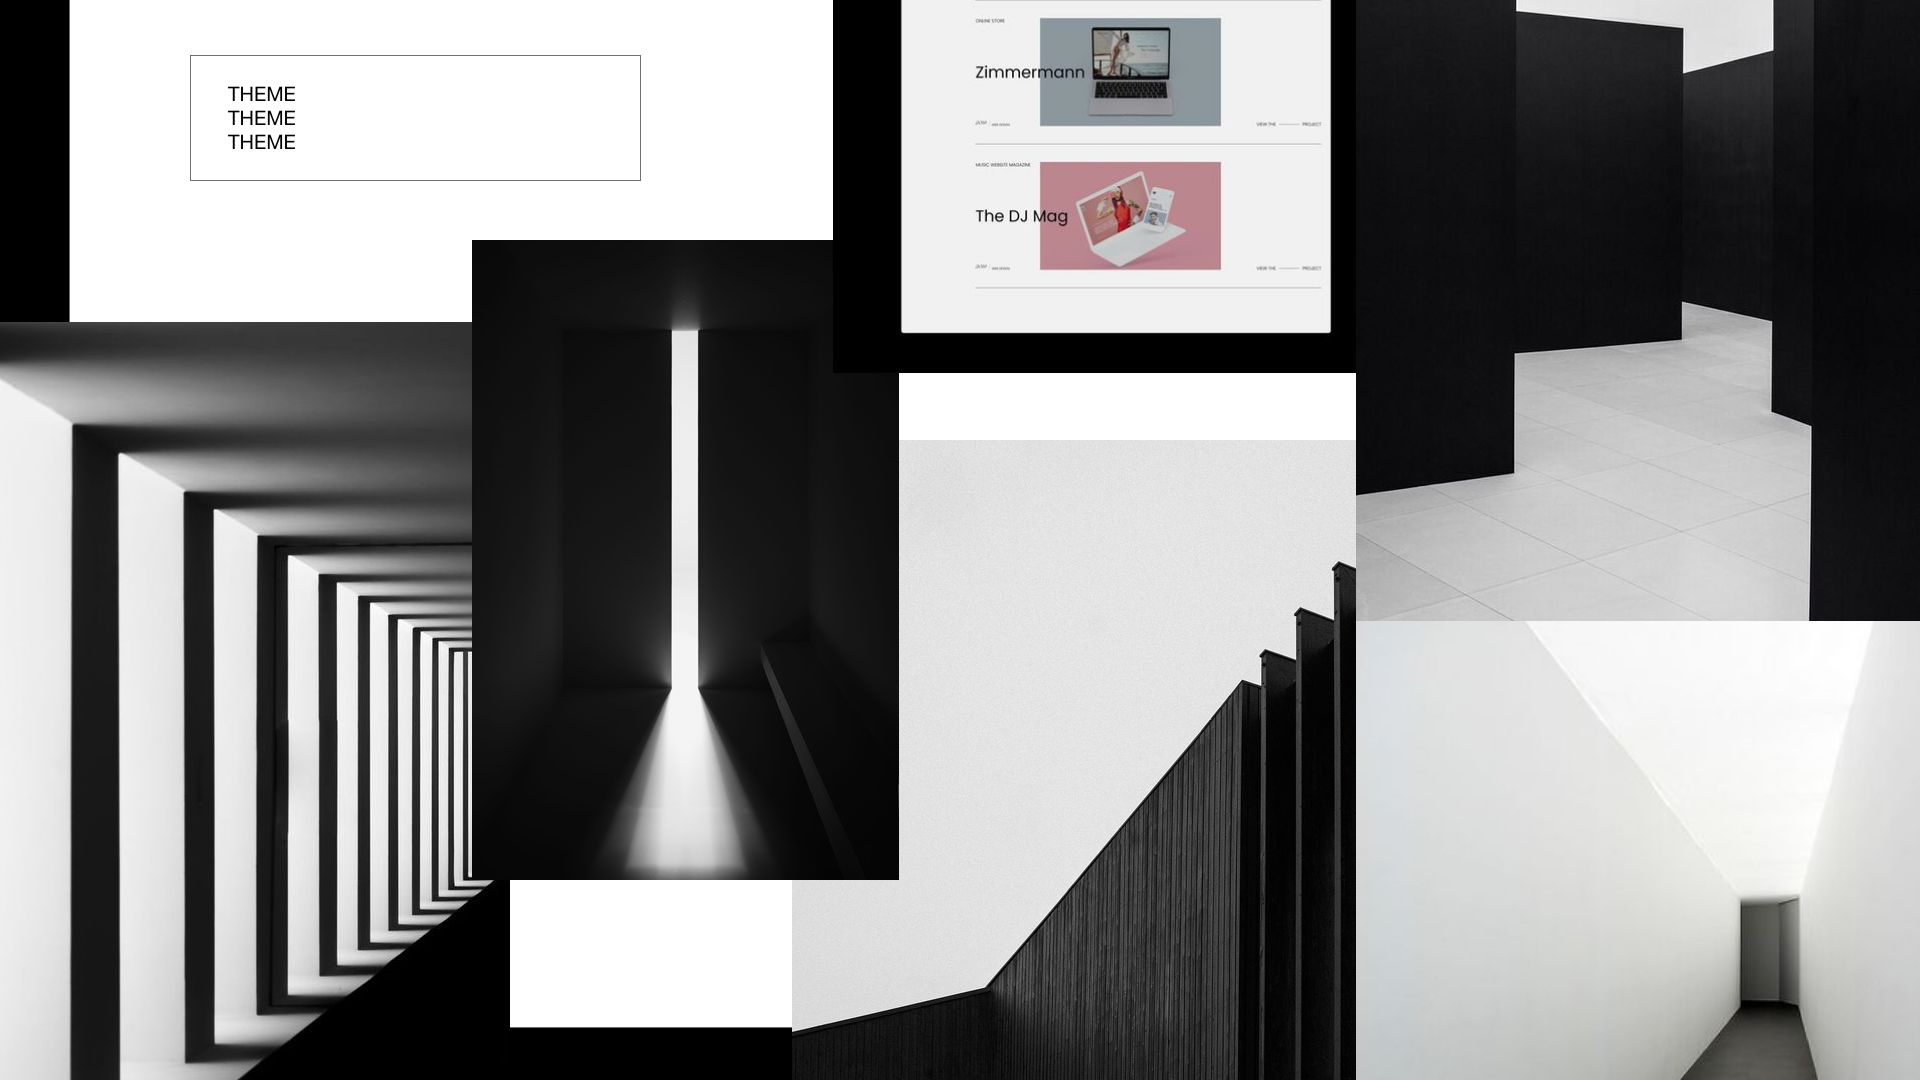 THEME
THEME
THEME
ONLINE STORE
Zimmermann
VIEW THE PROJECT
MUSIC WEBSITE MAGAZINE
The DJ Mag
VIEW THE PROJECT